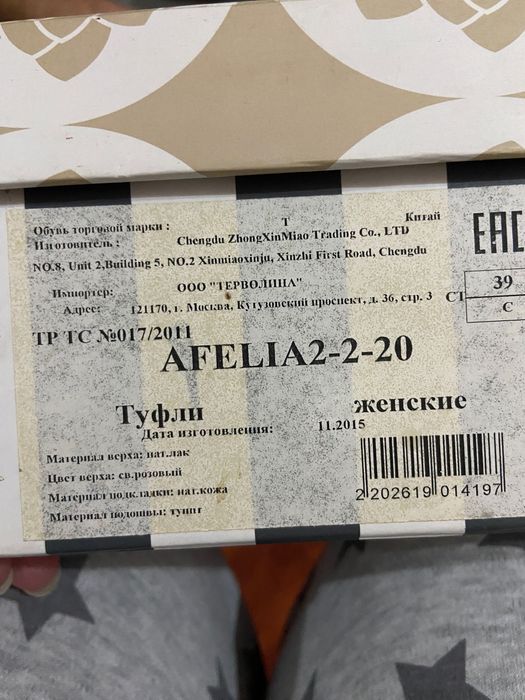 Обувь торговой марки : Т Китай
Изготовитель : Chengdu ZhongXinMiao Trading Co., LTD
NO.8, Unit 2,Building 5, NO.2 Xinmiaoxinju, Xinzhi First Road, Chengdu
EAC
Импортер: ООО "ТЕРВОЛИНА"
Адрес: 121170, г. Москва, Кутузовский проспект, д. 36, стр. 3 СТ
39
С
ТР ТС №017/2011
AFELIA2-2-20
Туфли женские
Дата изготовления: 11.2015
Материал верха: нат.лак
Цвет верха: св.розовый
Материал подкладки: нат.кожа
Материал подошвы: тунит
2 202619 014197